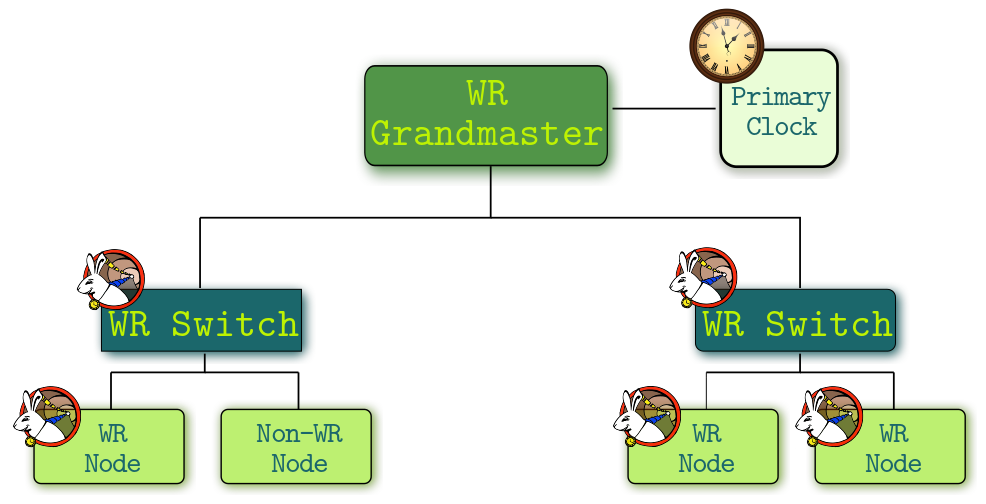 WR
Grandmaster
Primary
Clock
WR Switch
WR Switch
WR
Node
Non-WR
Node
WR
Node
WR
Node